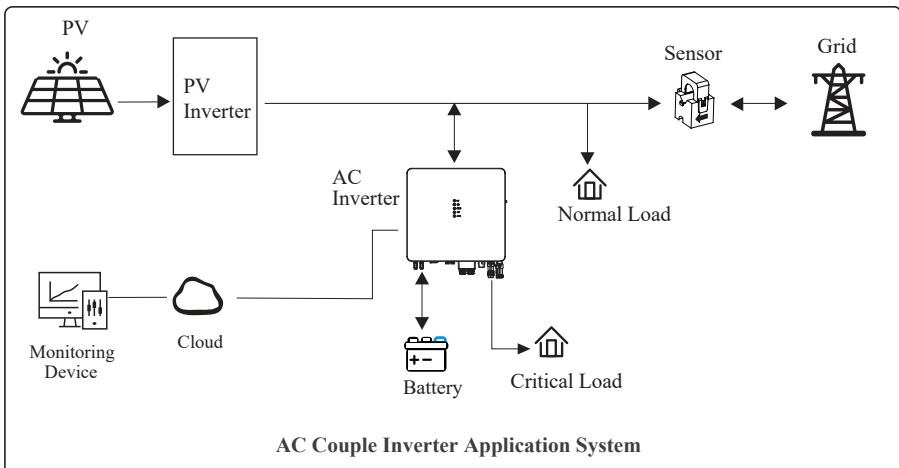 PV
Sensor
Grid
PV
Inverter
AC
Inverter
Normal Load
Monitoring
Device
Cloud
Battery
Critical Load
AC Couple Inverter Application System